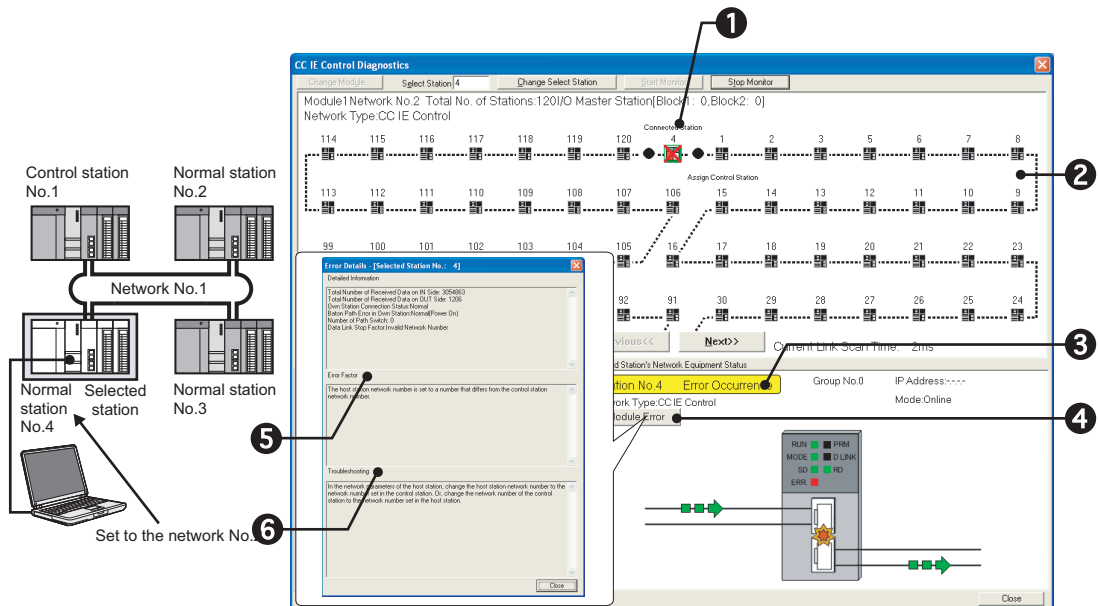 1
CC IE Control Diagnostics
Change Module...
Select Station
4
Change Select Station
Start Monitor
Stop Monitor
Module1 Network No.2 Total No. of Stations:120I/O Master Station[Block1: 0,Block2: 0]
Network Type:CC IE Control
Connected Station
114 115 116 117 118 119 120 4 1 2 3 5 6 7 8
2
Assign Control Station
113 112 111 110 109 108 107 106 15 14 13 12 11 10 9
99 100 101 102 103 104 105 16 17 18 19 20 21 22 23
92 91 30 29 28 27 26 25 24
Next>>
Current Link Scan Time: 2ms
3
Station's Network Equipment Status
No.4 Error Occurrence
Group No.0
IP Address:-.-.-.-
Type:CC IE Control
Mode:Online
Error
4
RUN PRM
MODE D.LINK
SD RD
ERR.
Close
Error Details - [Selected Station No.: 4]
Detailed Information
Total Number of Received Data on IN Side: 3054863
Total Number of Received Data on OUT Side: 1206
Own Station Connection Status:Normal
Baton Path Error in Own Station:Normal(Power On)
Number of Path Switch: 0
Data Link Stop Factor:Invalid Network Number
Error Factor
5
The host station network number is set to a number that differs from the control station
network number.
Troubleshooting
6
In the network parameters of the host station, change the host station network number to the
network number set in the control station. Or, change the network number of the control
station to the network number set in the host station.
Close
Control station
No.1
Normal station
No.2
Network No.1
Normal
station
No.4
Selected
station
Normal station
No.3
Set to the network No.